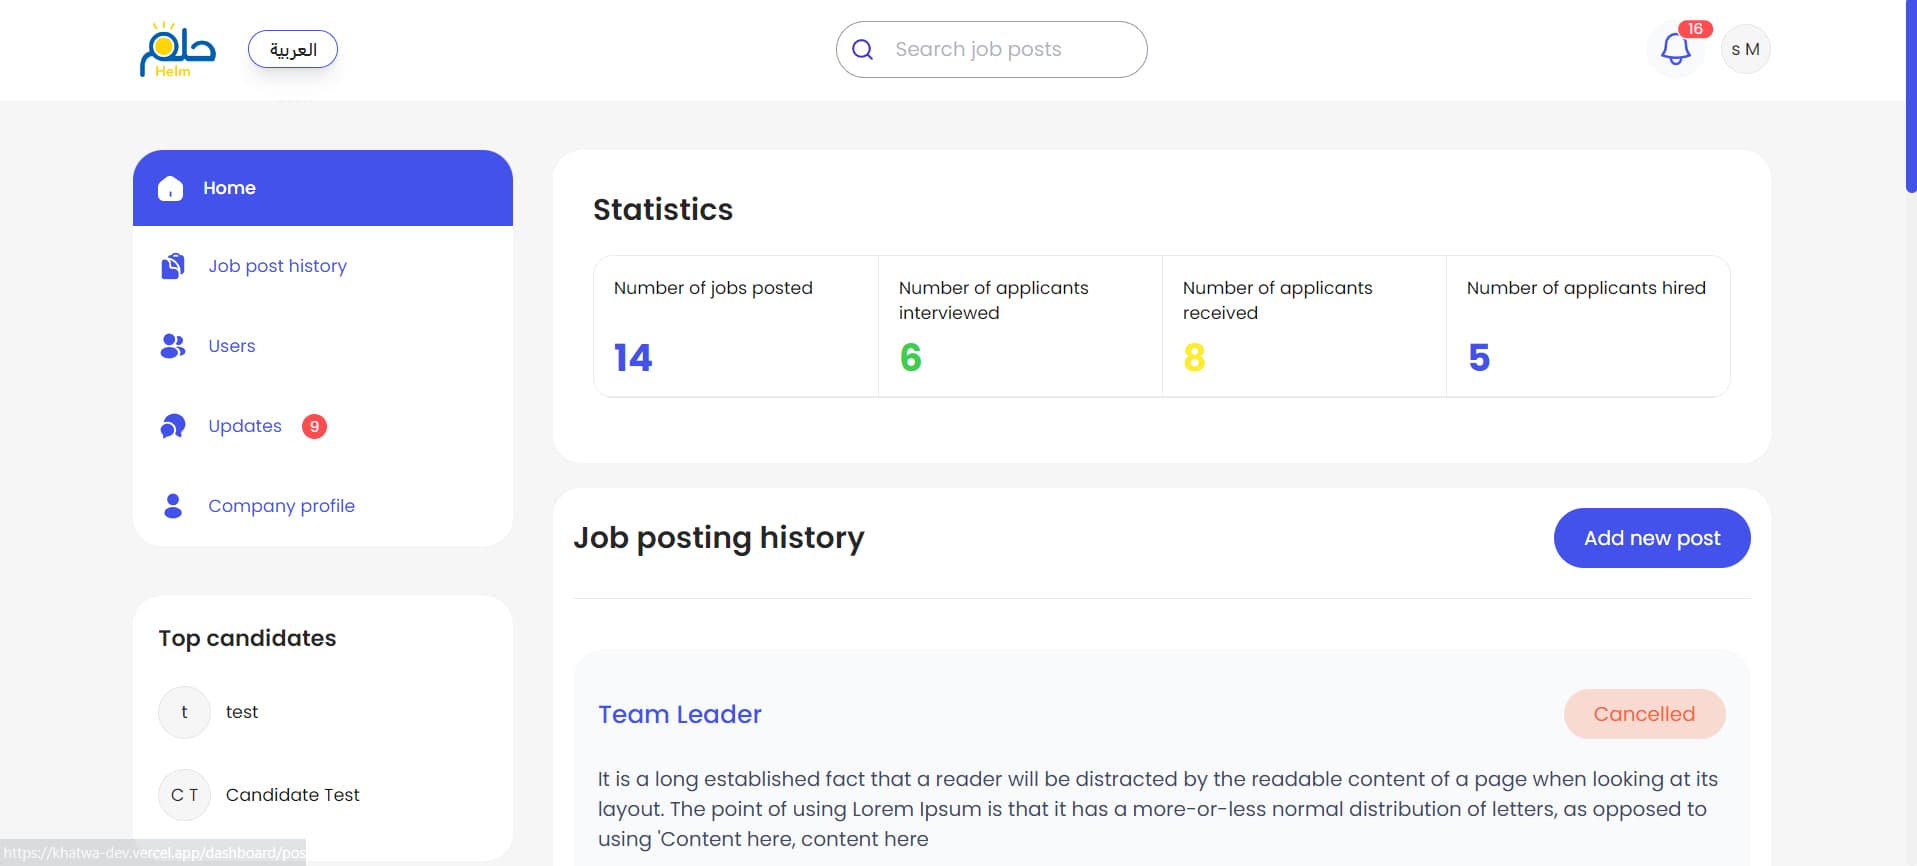 حلم
Helm
العربية
Search job posts
16
s M
Home
Job post history
Users
Updates 9
Company profile
Top candidates
t test
C T Candidate Test
Statistics
Number of jobs posted
14
Number of applicants
interviewed
6
Number of applicants
received
8
Number of applicants hired
5
Job posting history
Add new post
Team Leader
Cancelled
It is a long established fact that a reader will be distracted by the readable content of a page when looking at its
layout. The point of using Lorem Ipsum is that it has a more-or-less normal distribution of letters, as opposed to
using 'Content here, content here
https://khatwa-dev.vercel.app/dashboard/pos